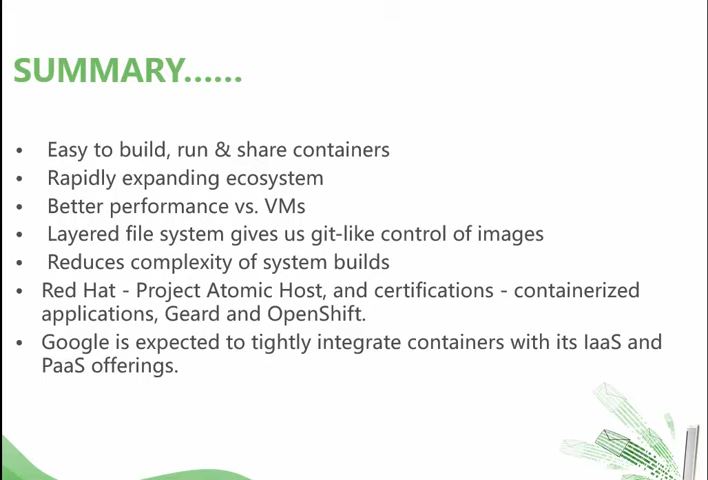 SUMMARY......
• Easy to build, run & share containers
• Rapidly expanding ecosystem
• Better performance vs. VMs
• Layered file system gives us git-like control of images
• Reduces complexity of system builds
• Red Hat - Project Atomic Host, and certifications - containerized
applications, Geard and OpenShift.
• Google is expected to tightly integrate containers with its IaaS and
PaaS offerings.